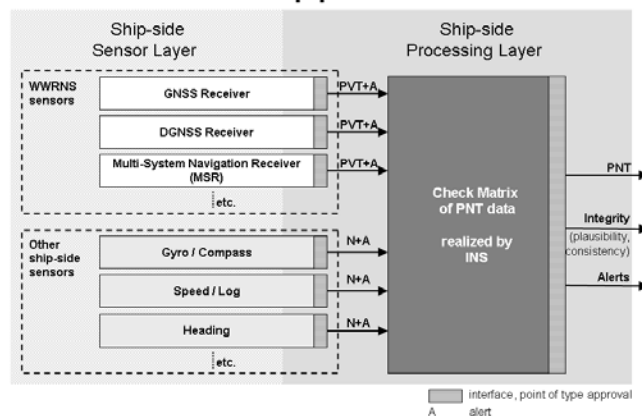 Ship-side
Sensor Layer
Ship-side
Processing Layer
WWRNS
sensors
GNSS Receiver
PVT+A
DGNSS Receiver
PVT+A
Multi-System Navigation Receiver
(MSR)
PVT+A
etc.
Other
ship-side
sensors
Gyro / Compass
N+A
Speed / Log
N+A
Heading
N+A
etc.
Check Matrix
of PNT data
realized by
INS
PNT
Integrity
(plausibility,
consistency)
Alerts
interface, point of type approval
A alert